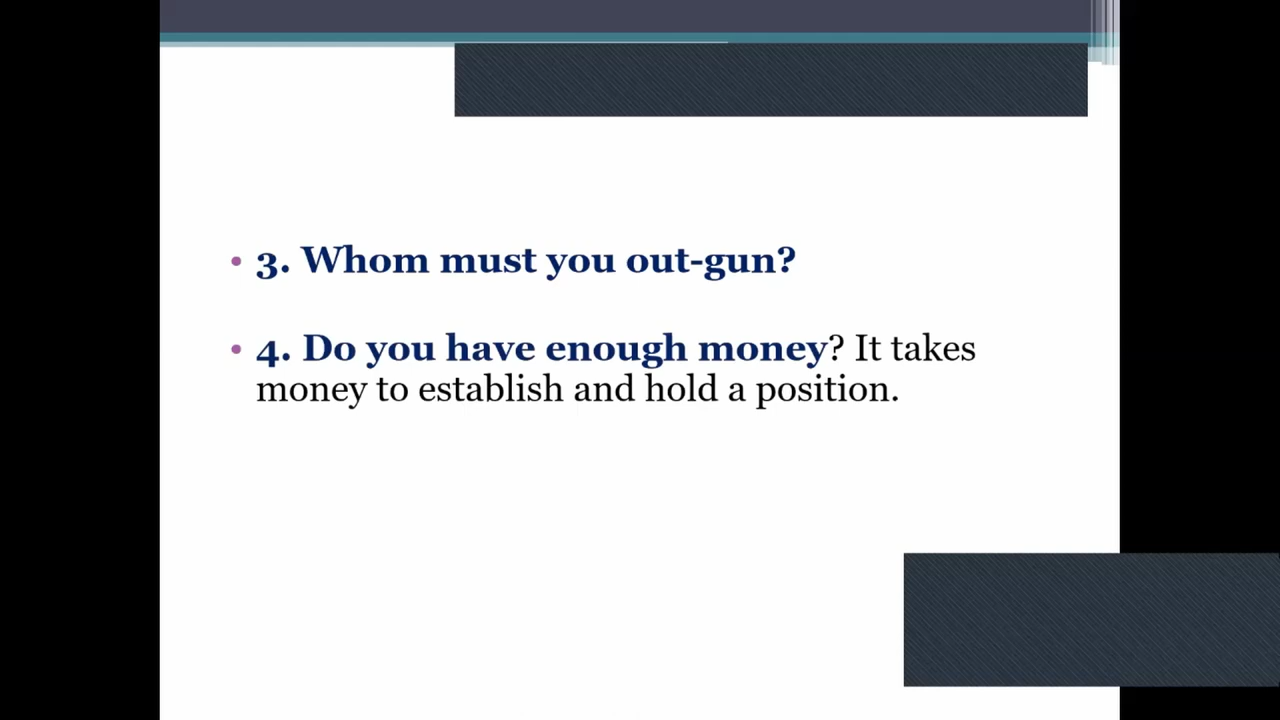 • 3. Whom must you out-gun?
• 4. Do you have enough money? It takes
money to establish and hold a position.